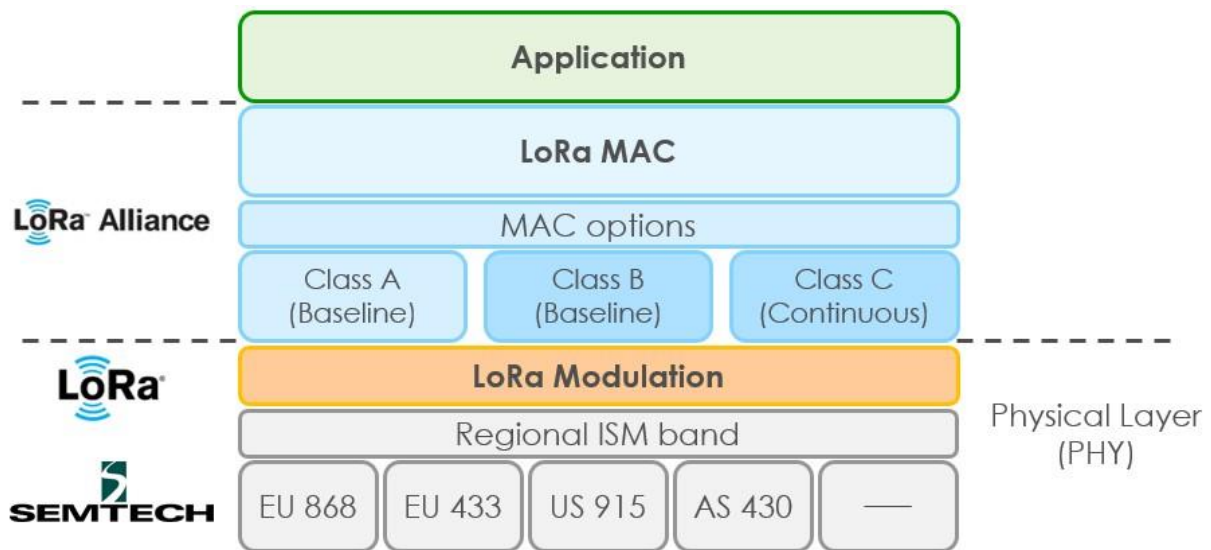 Application
LoRa MAC
LoRa Alliance
MAC options
Class A
(Baseline)
Class B
(Baseline)
Class C
(Continuous)
LoRa®
LoRa Modulation
Regional ISM band
Physical Layer
(PHY)
SEMTECH
EU 868
EU 433
US 915
AS 430
—